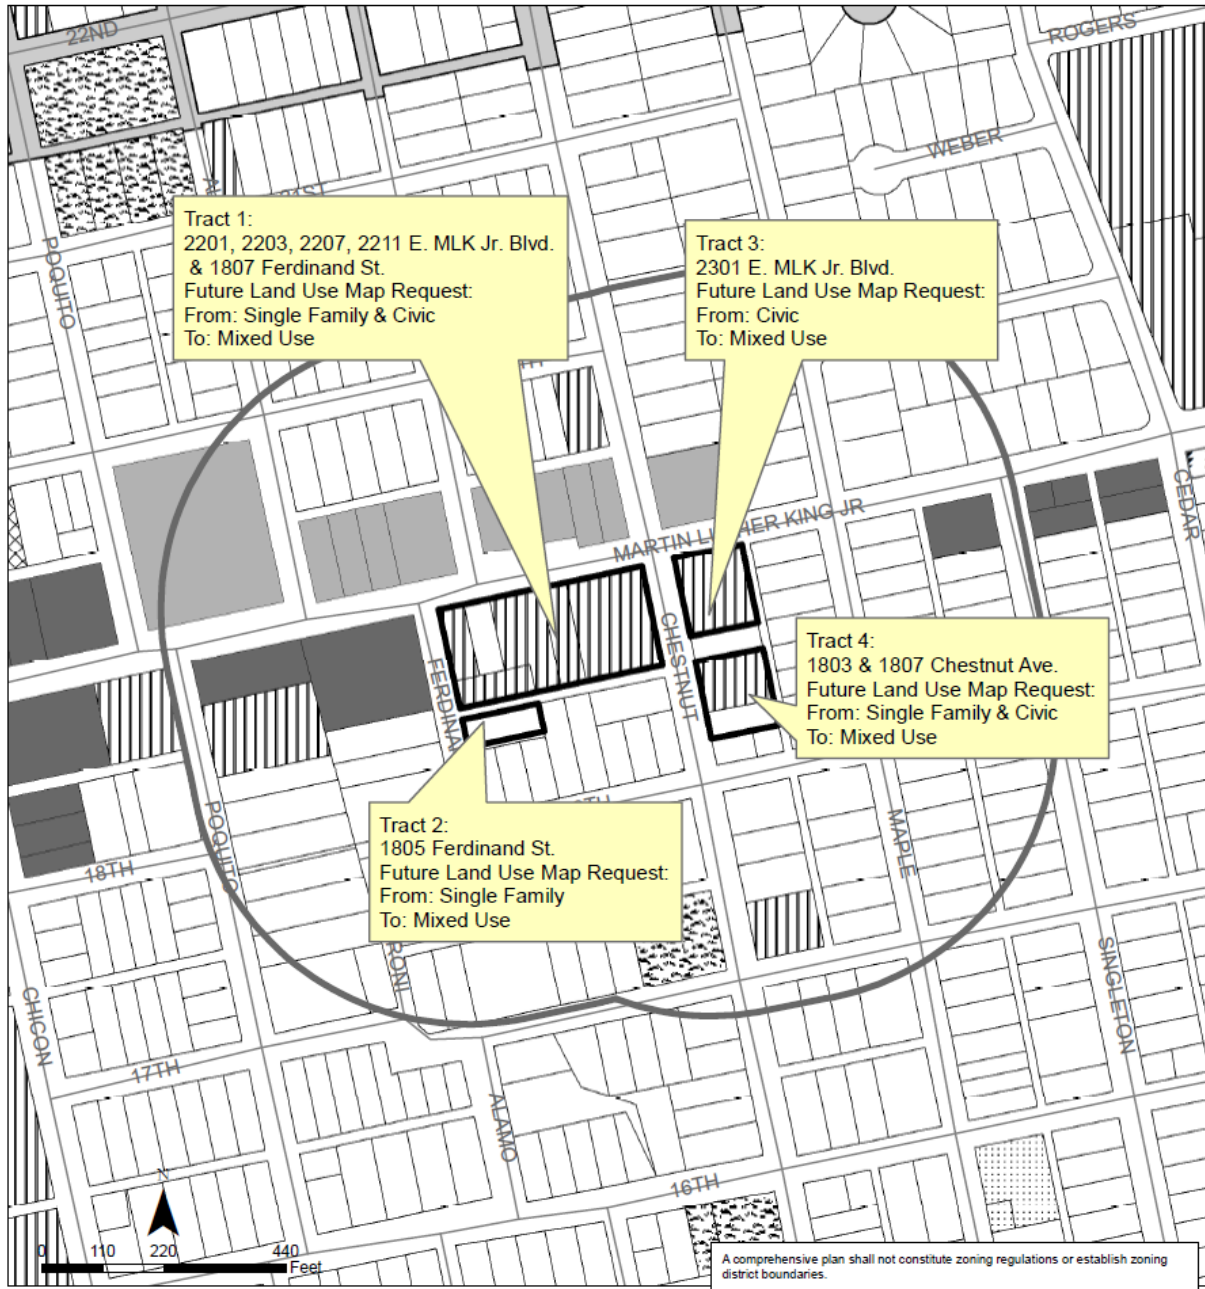 22ND
ROGERS
WEBER
21ST
POQUITO
Tract 1:
2201, 2203, 2207, 2211 E. MLK Jr. Blvd.
& 1807 Ferdinand St.
Future Land Use Map Request:
From: Single Family & Civic
To: Mixed Use
Tract 3:
2301 E. MLK Jr. Blvd.
Future Land Use Map Request:
From: Civic
To: Mixed Use
CEDAR
MARTIN LUTHER KING JR
CHESTNUT
Tract 4:
1803 & 1807 Chestnut Ave.
Future Land Use Map Request:
From: Single Family & Civic
To: Mixed Use
Tract 2:
1805 Ferdinand St.
Future Land Use Map Request:
From: Single Family
To: Mixed Use
POQUITO
MAPLE
18TH
SINGLETON
CHICON
17TH
ALAMO
16TH
N
0 110 220 440
Feet
A comprehensive plan shall not constitute zoning regulations or establish zoning
district boundaries.